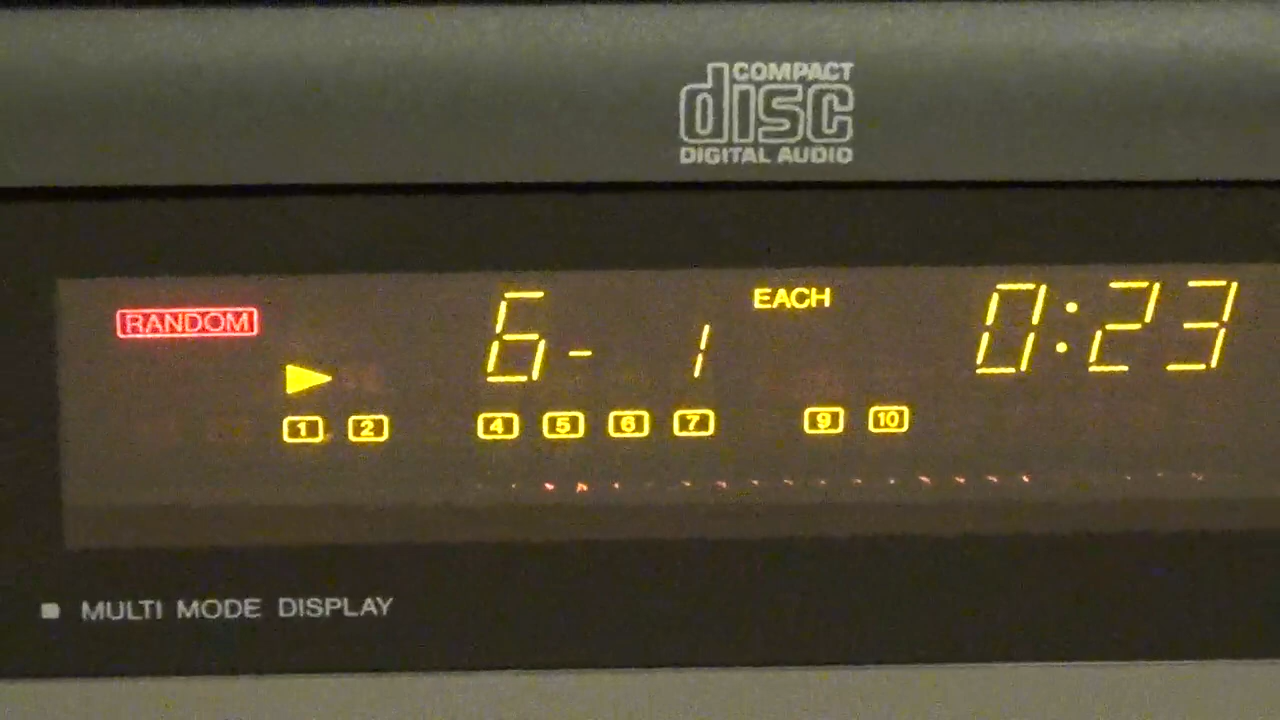 COMPACT
disc
DIGITAL AUDIO
RANDOM
6- 1
EACH
0:23
1 2 4 5 6 7 9 10
MULTI MODE DISPLAY